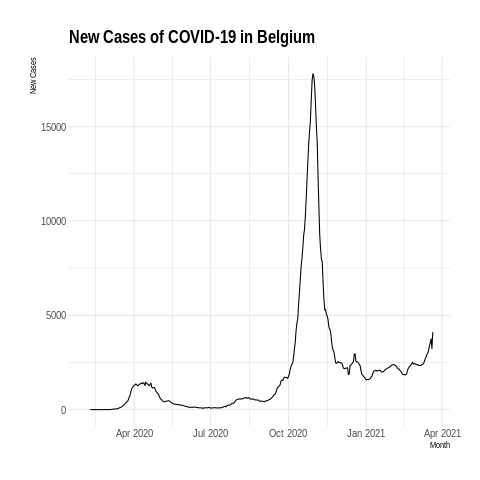 New Cases of COVID-19 in Belgium
New Cases
15000
10000
5000
0
Apr 2020 Jul 2020 Oct 2020 Jan 2021 Apr 2021
Month